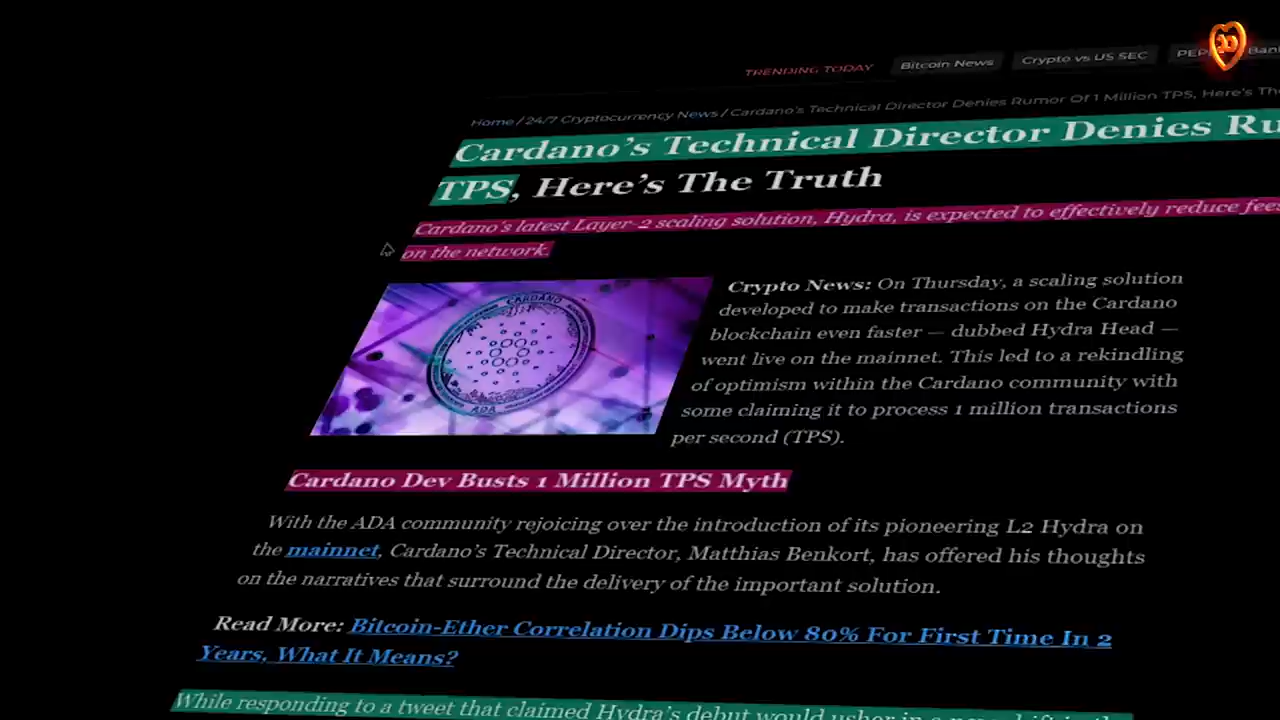 TRENDING TODAY Bitcoin News Crypto vs US SEC
Home / 24/7 Cryptocurrency News / Cardano's Technical Director Denies Rumor Of 1 Million TPS, Here's
Cardano's Technical Director Denies
TPS, Here's The Truth
Cardano's latest Layer-2 scaling solution, Hydra, is expected to effectively reduce fees
on the network.
Crypto News: On Thursday, a scaling solution
developed to make transactions on the Cardano
blockchain even faster — dubbed Hydra Head —
went live on the mainnet. This led to a rekindling
of optimism within the Cardano community with
some claiming it to process 1 million transactions
per second (TPS).
CARDANO
ADA
Cardano Dev Busts 1 Million TPS Myth
With the ADA community rejoicing over the introduction of its pioneering L2 Hydra on
the mainnet, Cardano's Technical Director, Matthias Benkort, has offered his thoughts
on the narratives that surround the delivery of the important solution.
Read More: Bitcoin-Ether Correlation Dips Below 80% For First Time In 2
Years. What It Means?
While responding to a tweet that claimed Hydra's debut would usher in a new